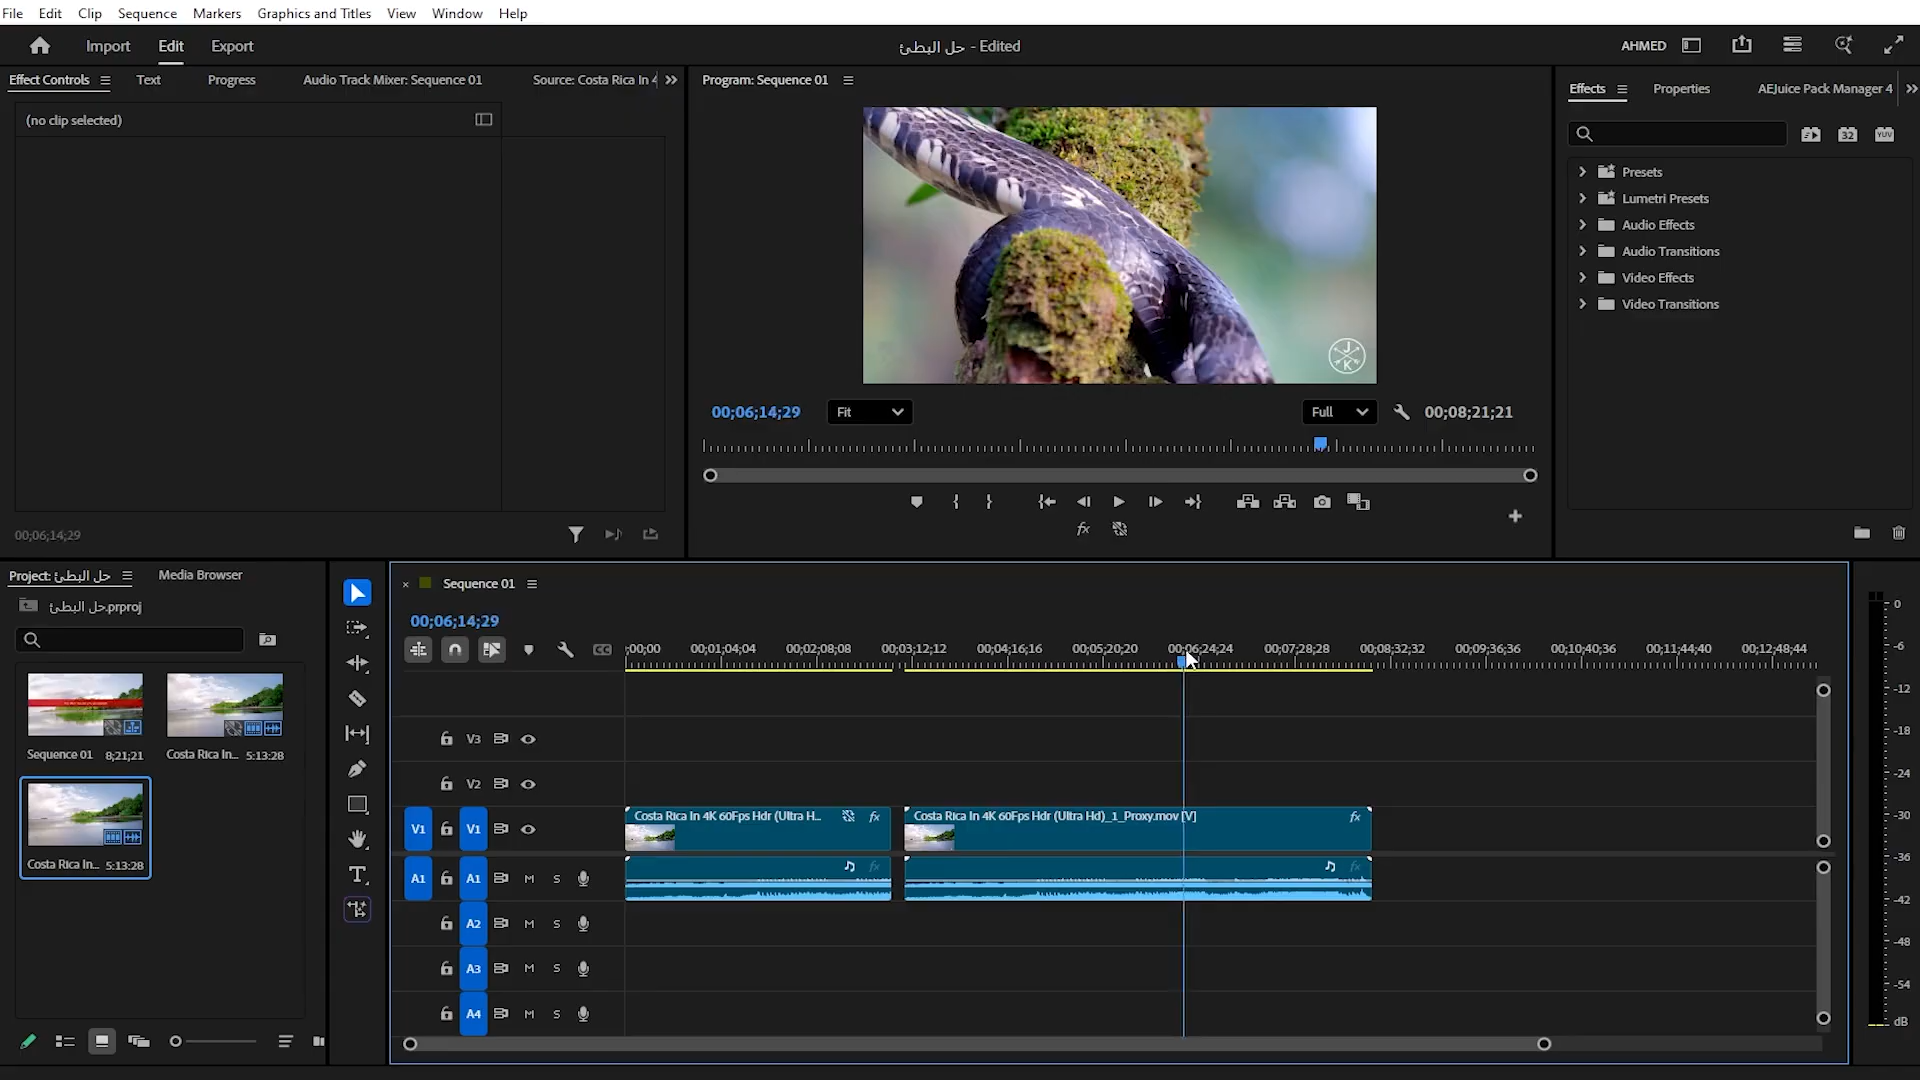 File Edit Clip Sequence Markers Graphics and Titles View Window Help
Import Edit Export
حل البطئ - Edited
AHMED
Effect Controls Text Progress Audio Track Mixer: Sequence 01 Source: Costa Rica In 4
(no clip selected)
00;06;14;29
Program: Sequence 01
J K
00;06;14;29 Fit Full 00;08;21;21
fx
Effects Properties AEJuice Pack Manager 4
32 YUV
Presets
Lumetri Presets
Audio Effects
Audio Transitions
Video Effects
Video Transitions
Project: حل البطئ Media Browser
حل البطئ.prproj
Sequence 01 8;21;21 Costa Rica In... 5:13:28
Costa Rica In... 5:13:28
T
× Sequence 01
00;06;14;29
CC
;00;00 00;01;04;04 00;02;08;08 00;03;12;12 00;04;16;16 00;05;20;20 00;06;24;24 00;07;28;28 00;08;32;32 00;09;36;36 00;10;40;36 00;11;44;40 00;12;48;44
V3
V2
V1 V1 Costa Rica In 4K 60Fps Hdr (Ultra H... fx Costa Rica In 4K 60Fps Hdr (Ultra Hd)_1_Proxy.mov [V] fx
A1 A1 M S fx fx
A2 M S
A3 M S
A4 M S
0
-6
-12
-18
-24
-30
-36
-42
-48
-54
dB